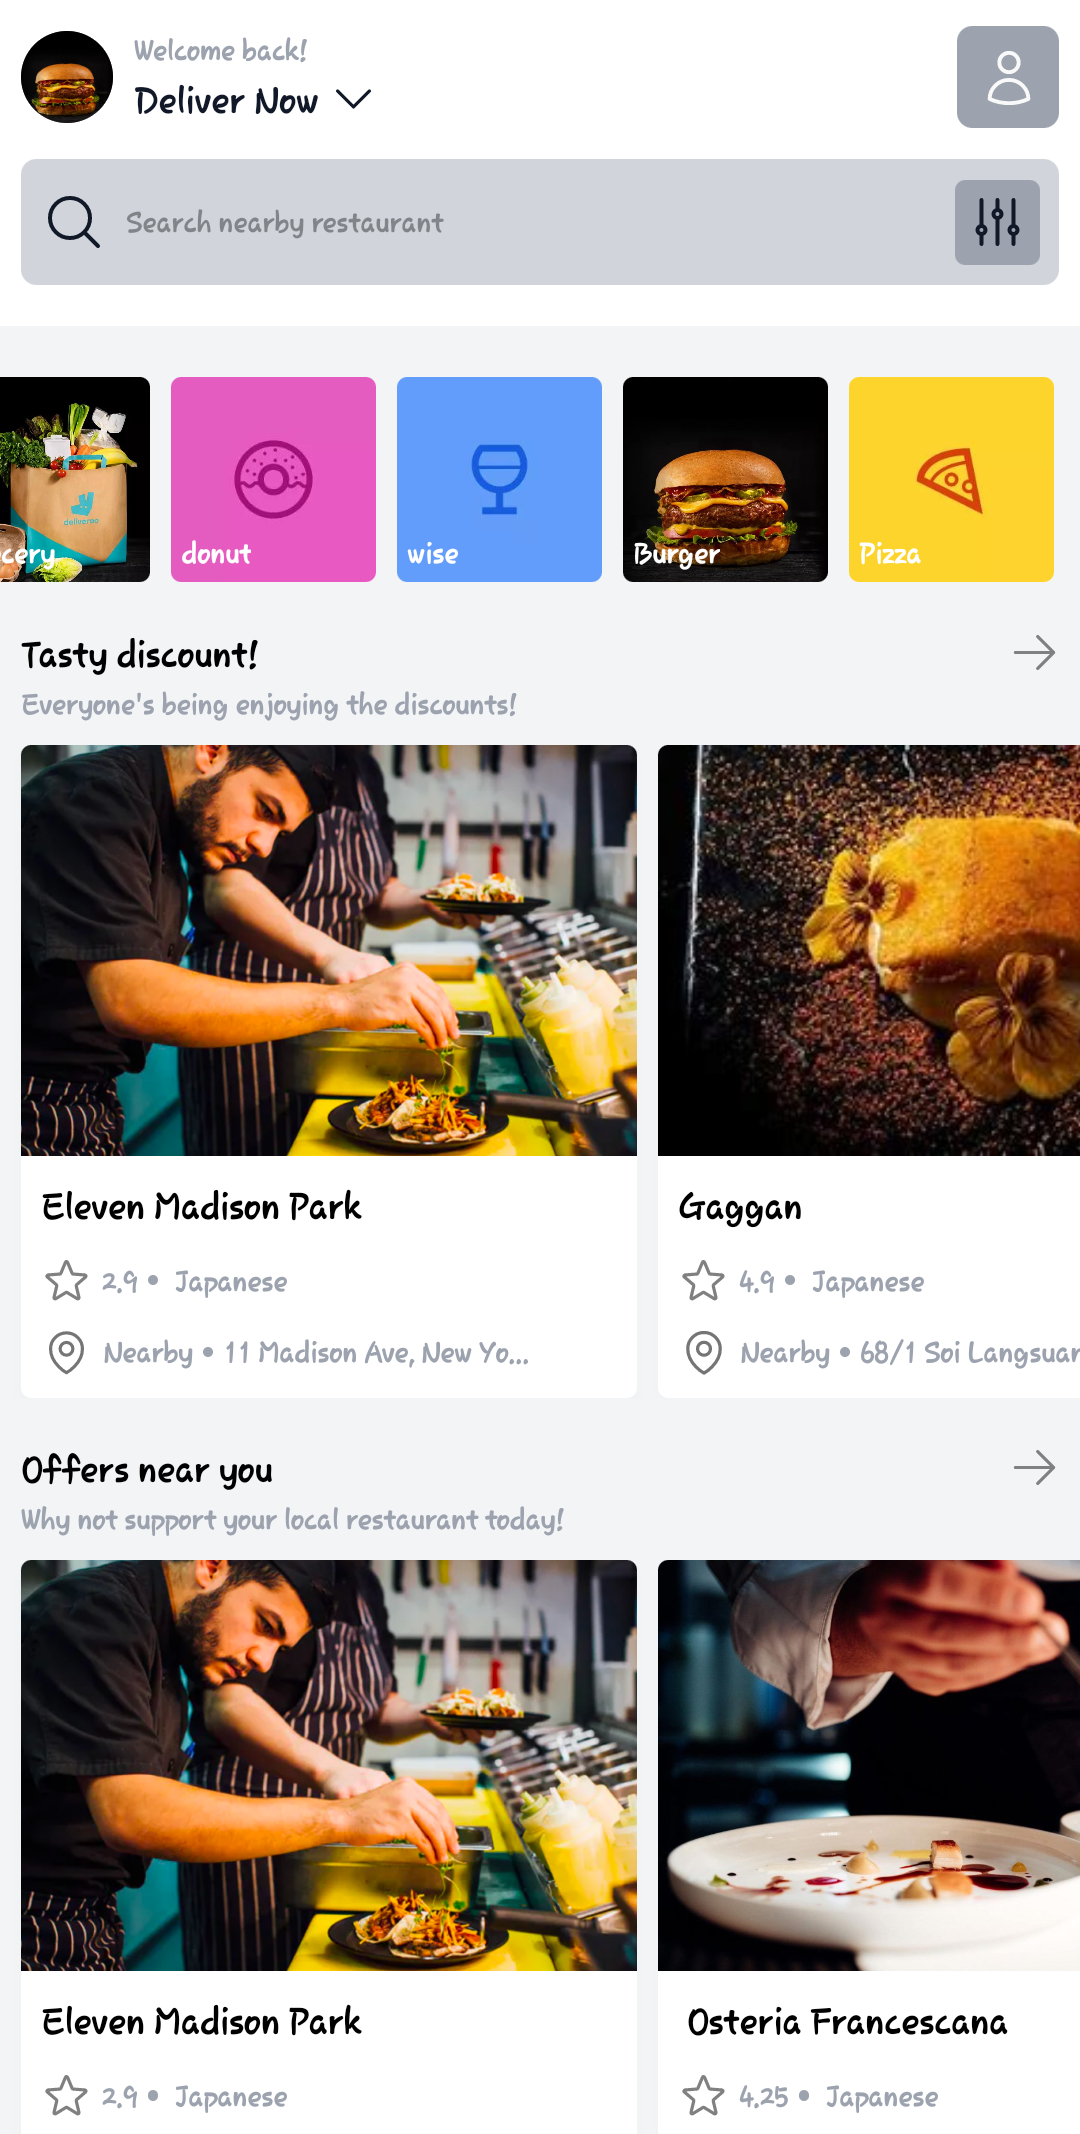 Welcome back!
Deliver Now
Search nearby restaurant
deliveroo
cery
donut
wise
Burger
Pizza
Tasty discount!
Everyone's being enjoying the discounts!
Eleven Madison Park
2.9 • Japanese
Nearby • 11 Madison Ave, New Yo...
Gaggan
4.9 • Japanese
Nearby • 68/1 Soi Langsuan
Offers near you
Why not support your local restaurant today!
Eleven Madison Park
2.9 • Japanese
Osteria Francescana
4.25 • Japanese